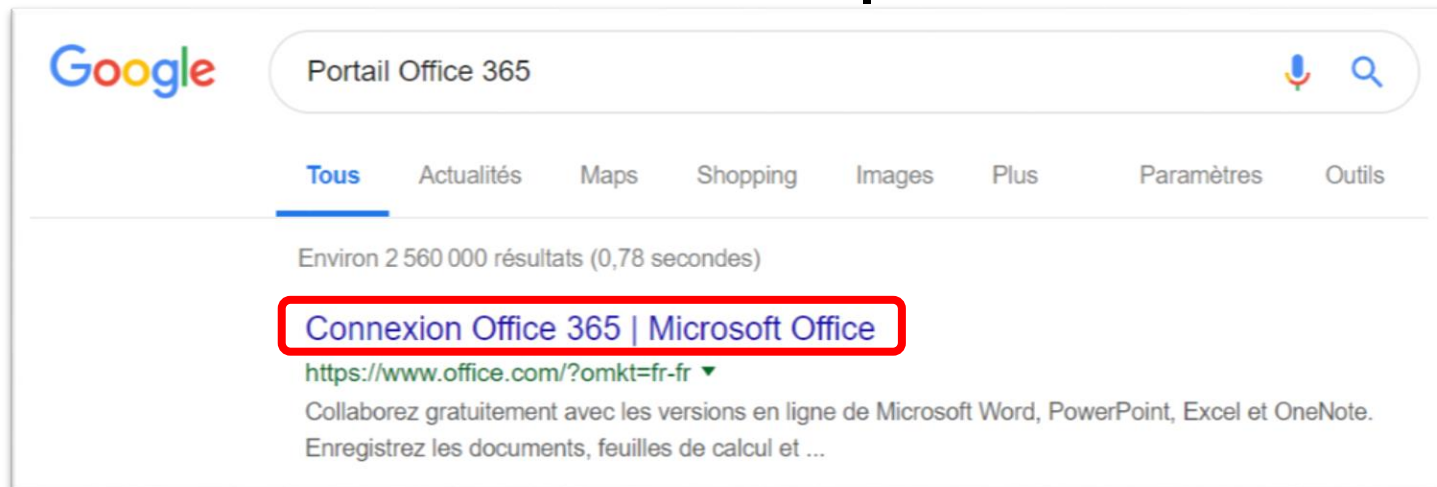 Google
Portail Office 365
Tous Actualités Maps Shopping Images Plus Paramètres Outils
Environ 2 560 000 résultats (0,78 secondes)
Connexion Office 365 | Microsoft Office
https://www.office.com/?omkt=fr-fr
Collaborez gratuitement avec les versions en ligne de Microsoft Word, PowerPoint, Excel et OneNote.
Enregistrez les documents, feuilles de calcul et ...